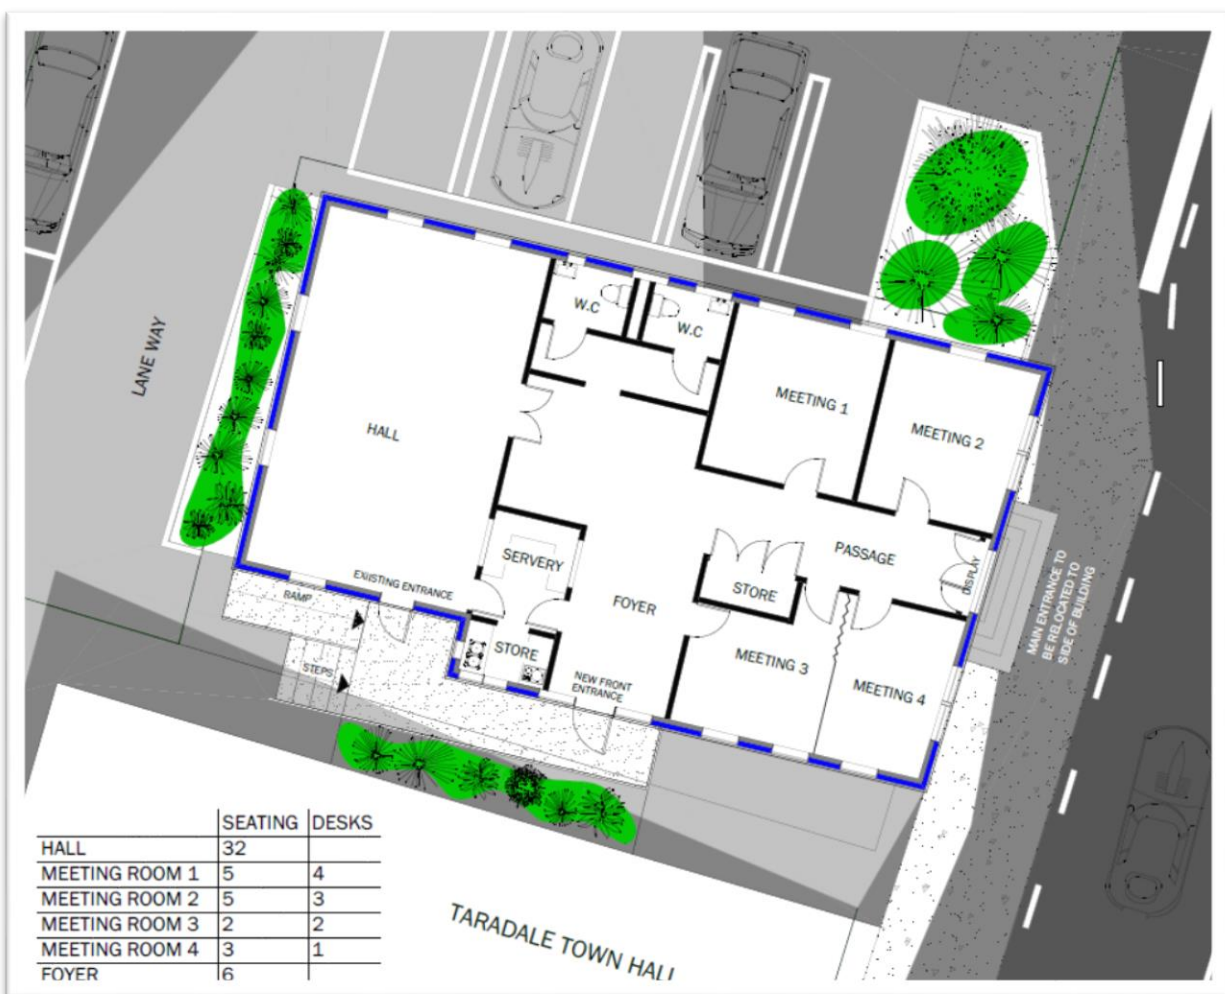 W.C
W.C
LANE WAY
MEETING 1
MEETING 2
HALL
PASSAGE
SERVERY
STORE
DISPLAY
FOYER
EXISTING ENTRANCE
RAMP
STORE
MEETING 3
MEETING 4
STEPS
NEW FRONT
ENTRANCE
MAIN ENTRANCE TO
BE RELOCATED TO
SIDE OF BUILDING
SEATING DESKS
HALL 32
MEETING ROOM 1 5 4
MEETING ROOM 2 5 3
MEETING ROOM 3 2 2
MEETING ROOM 4 3 1
FOYER 6
TARADALE TOWN HALL